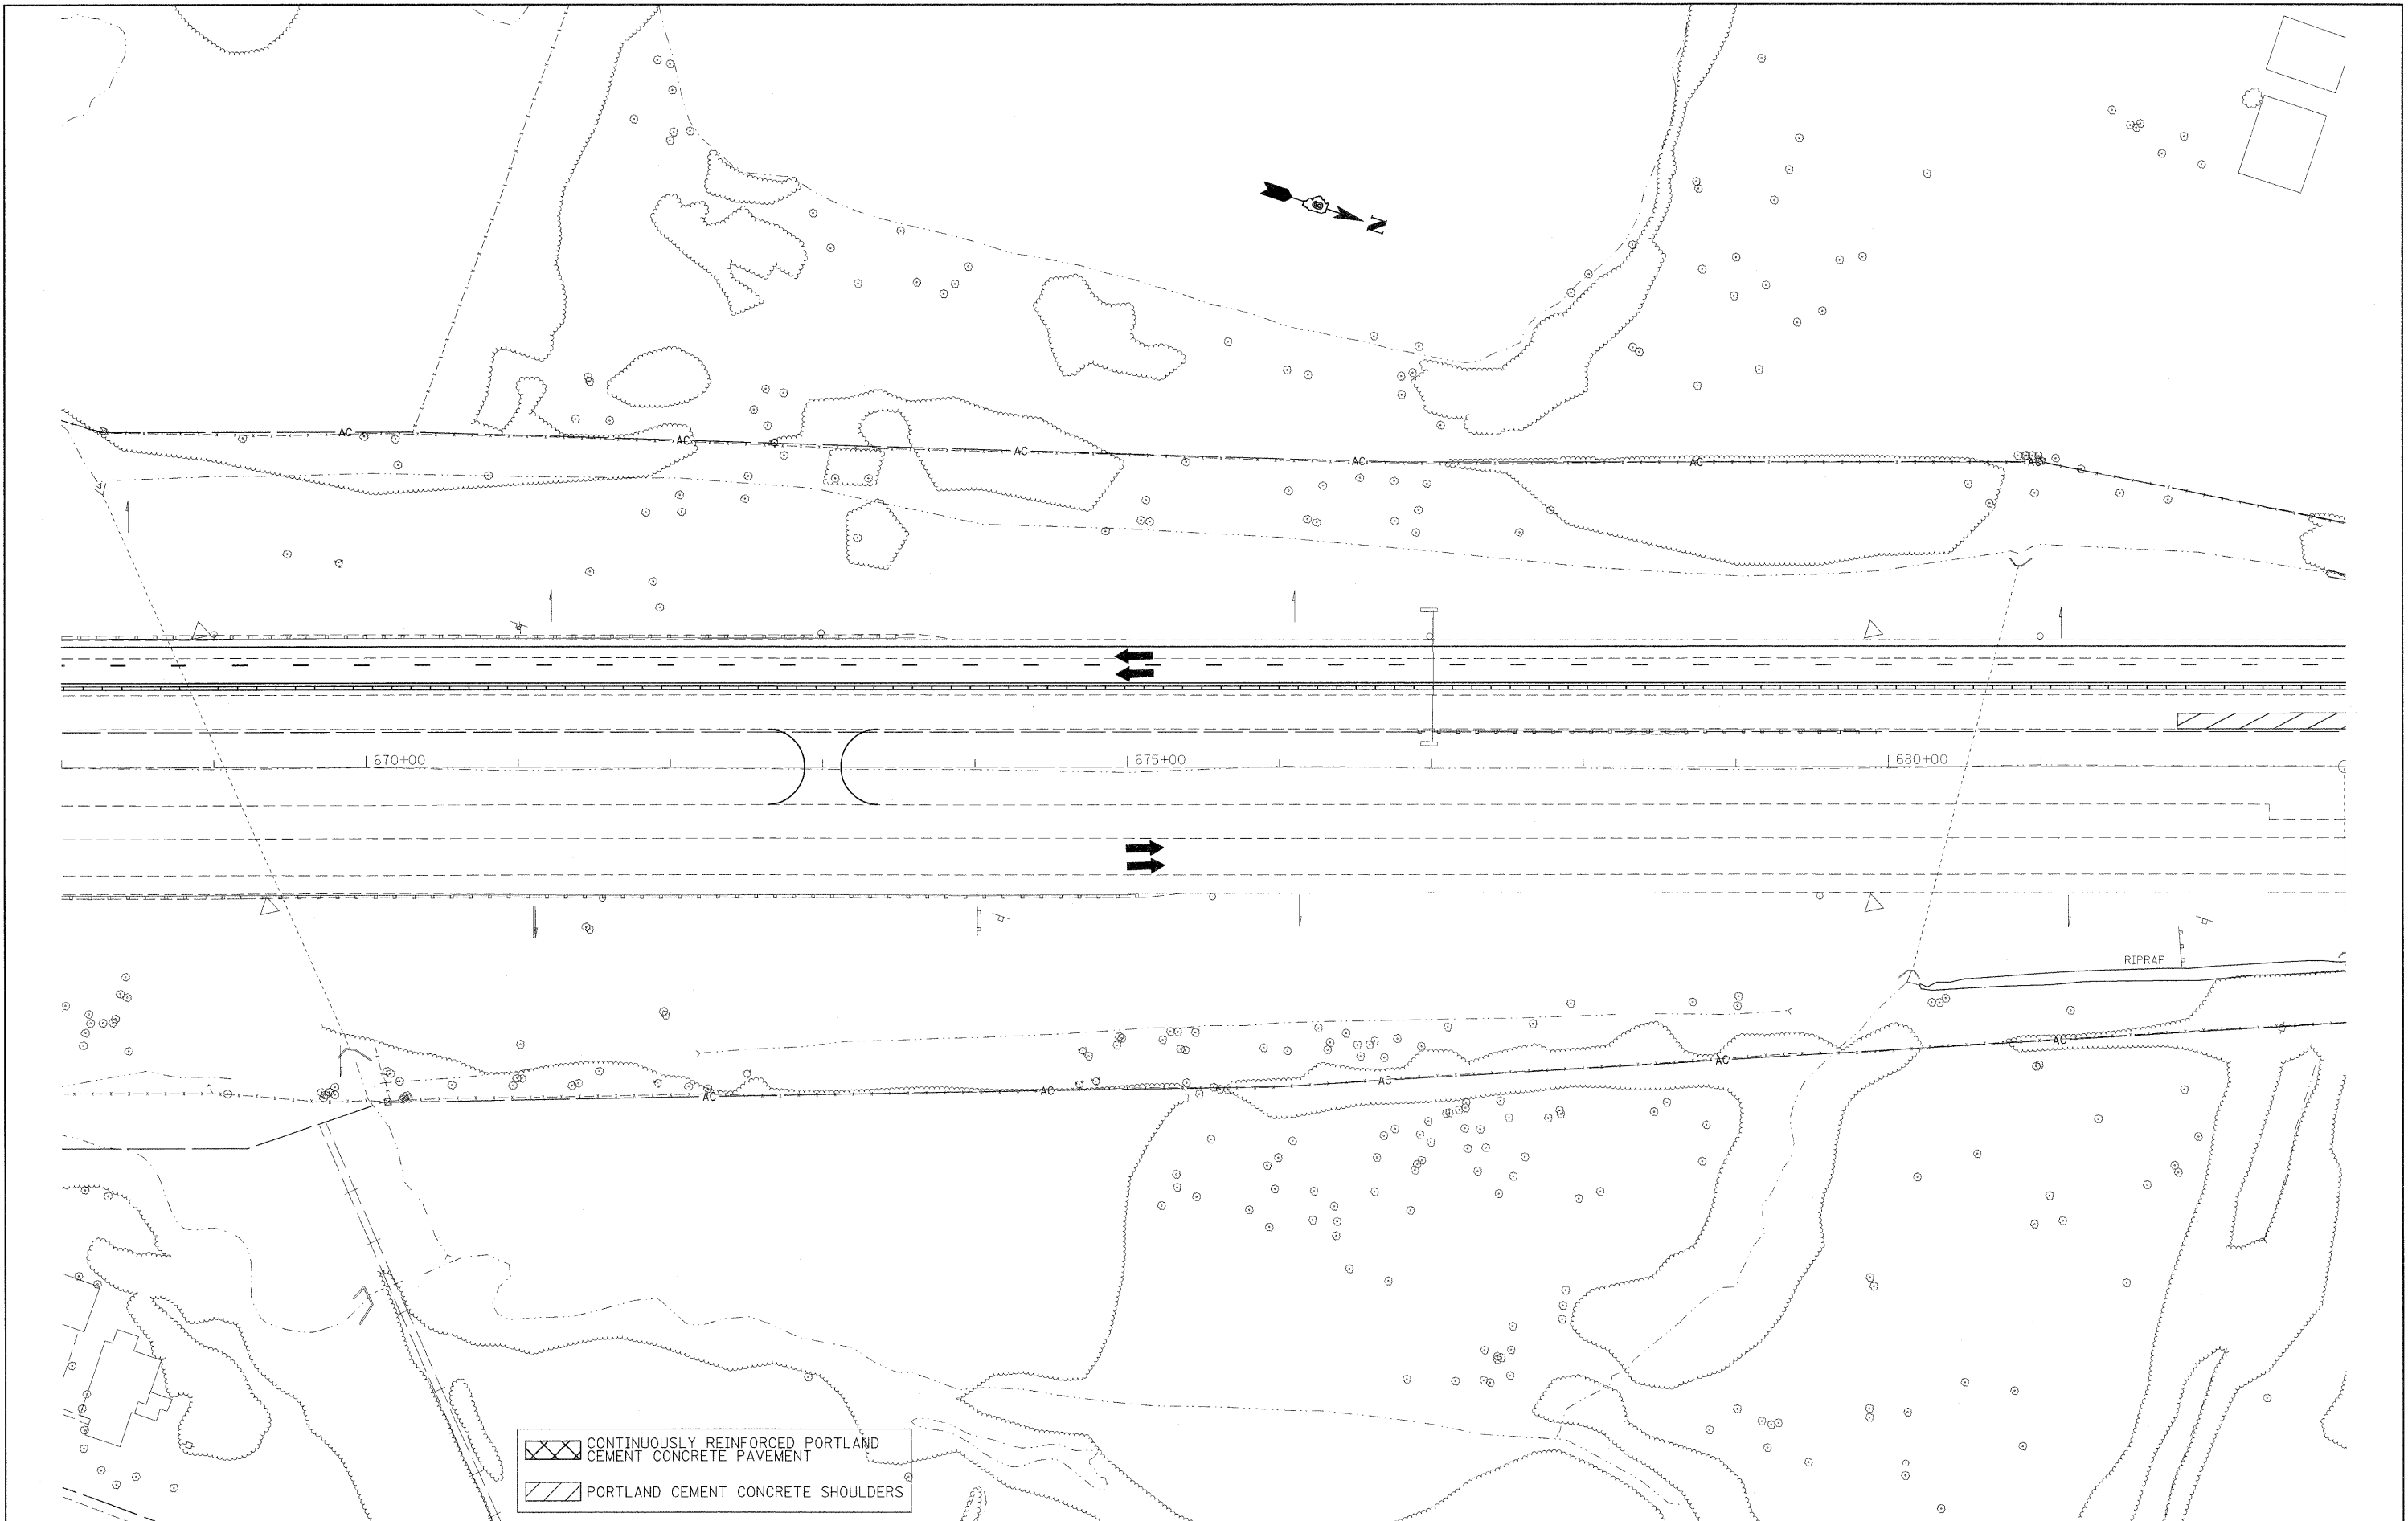 N
AC
AC
AC
AC
AC
AC
670+00
675+00
680+00
RIPRAP
AC
AC
AC
AC
AC
CONTINUOUSLY REINFORCED PORTLAND
CEMENT CONCRETE PAVEMENT
PORTLAND CEMENT CONCRETE SHOULDERS